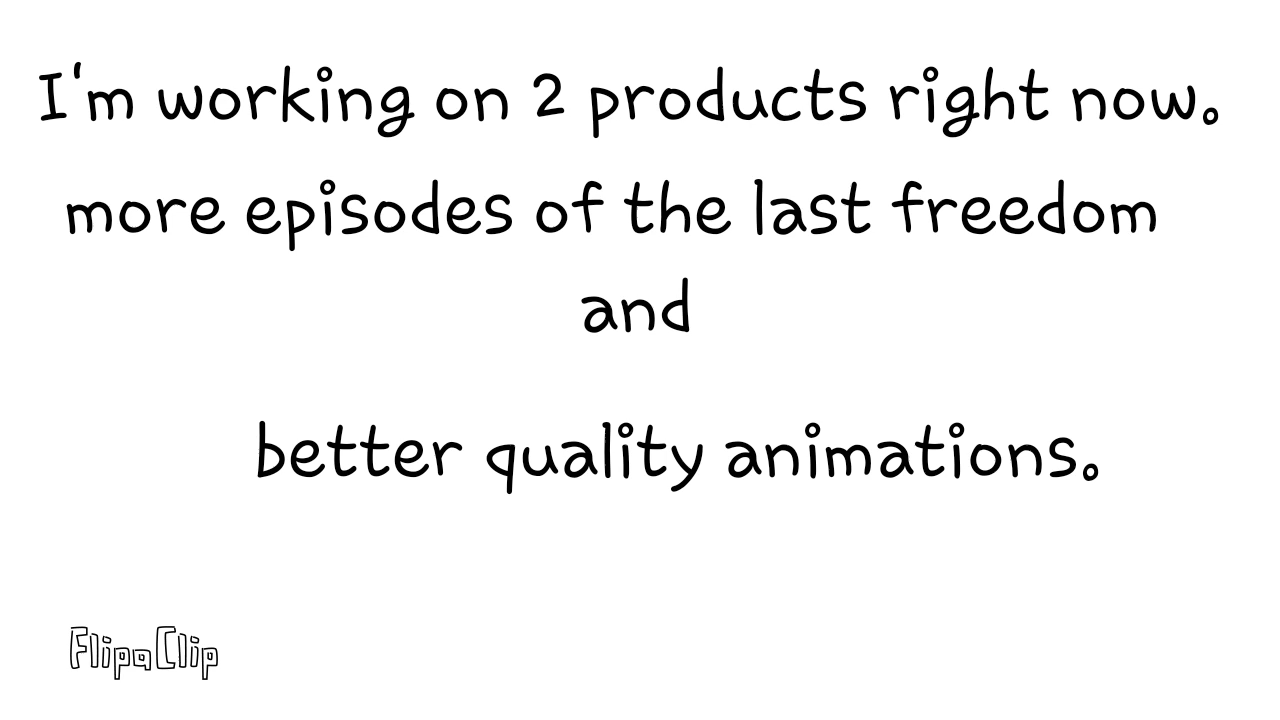 I'm working on 2 products right now.
more episodes of the last freedom
and
better quality animations.
FlipaClip